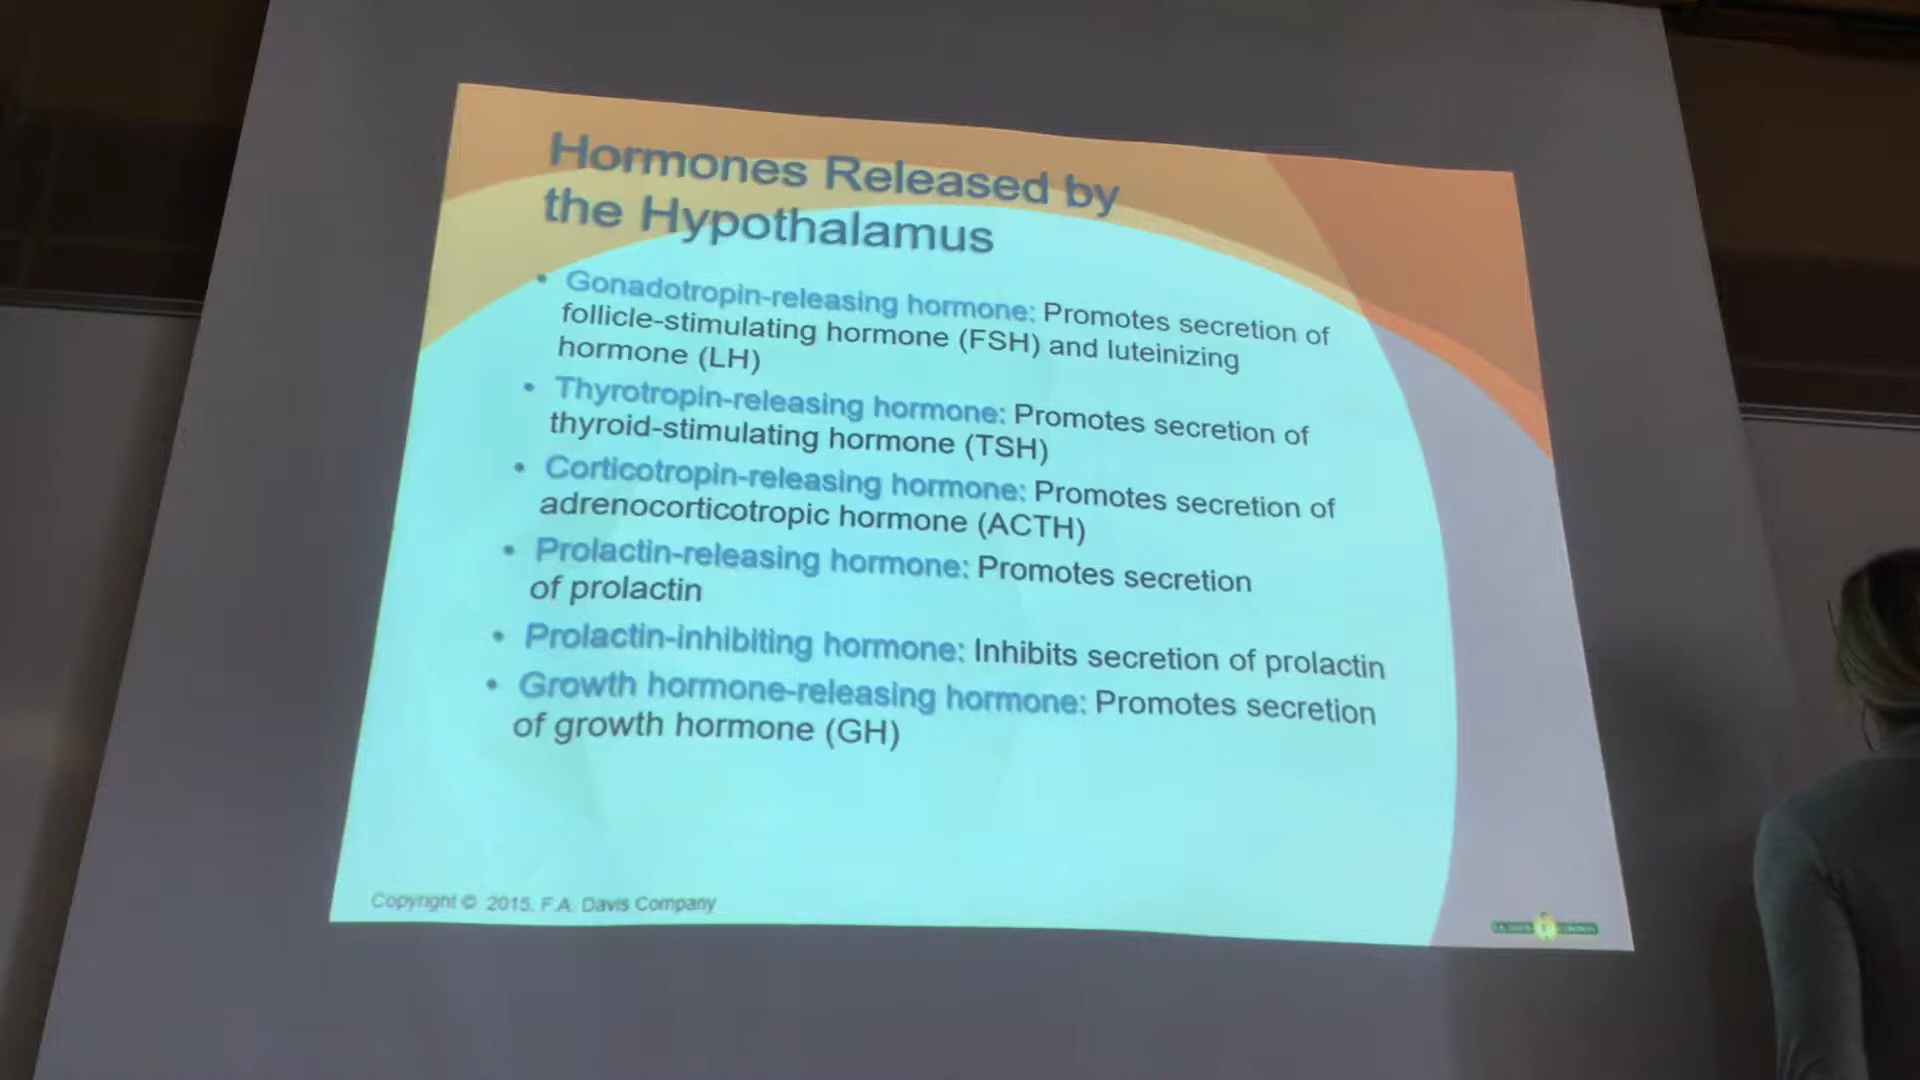 Hormones Released by
the Hypothalamus
• Gonadotropin-releasing hormone: Promotes secretion of
follicle-stimulating hormone (FSH) and luteinizing
hormone (LH)
• Thyrotropin-releasing hormone: Promotes secretion of
thyroid-stimulating hormone (TSH)
• Corticotropin-releasing hormone: Promotes secretion of
adrenocorticotropic hormone (ACTH)
• Prolactin-releasing hormone: Promotes secretion
of prolactin
• Prolactin-inhibiting hormone: Inhibits secretion of prolactin
• Growth hormone-releasing hormone: Promotes secretion
of growth hormone (GH)
Copyright © 2015. F.A. Davis Company